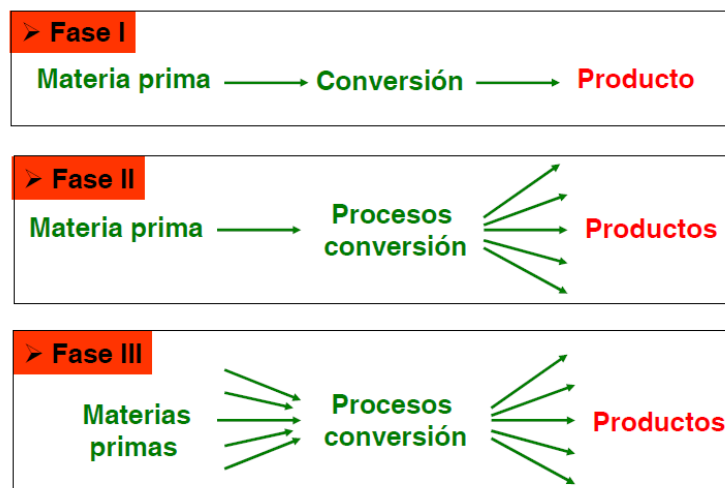 ➢ Fase I
Materia prima Conversión Producto
➢ Fase II
Materia prima Procesos conversión Productos
➢ Fase III
Materias primas Procesos conversión Productos